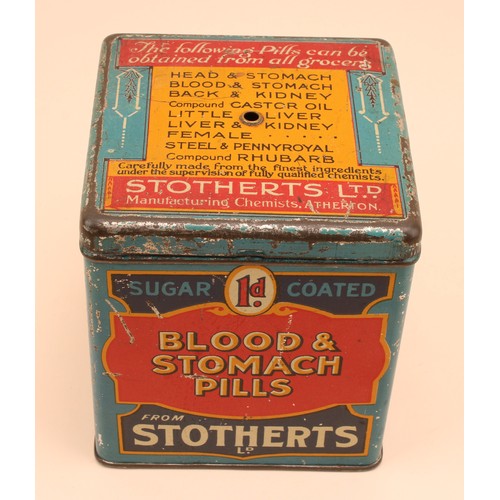 The following Pills can be
obtained from all grocers
HEAD & STOMACH
BLOOD & STOMACH
BACK & KIDNEY
Compound CASTOR OIL
LITTLE LIVER
LIVER & KIDNEY
FEMALE ......
STEEL & PENNYROYAL
Compound RHUBARB
Carefully made from the finest ingredients
under the supervision of fully qualified chemists.
STOTHERTS LTD
Manufacturing Chemists, ATHERTON.
SUGAR 1d. COATED
BLOOD &
STOMACH
PILLS
FROM
STOTHERTS
LD